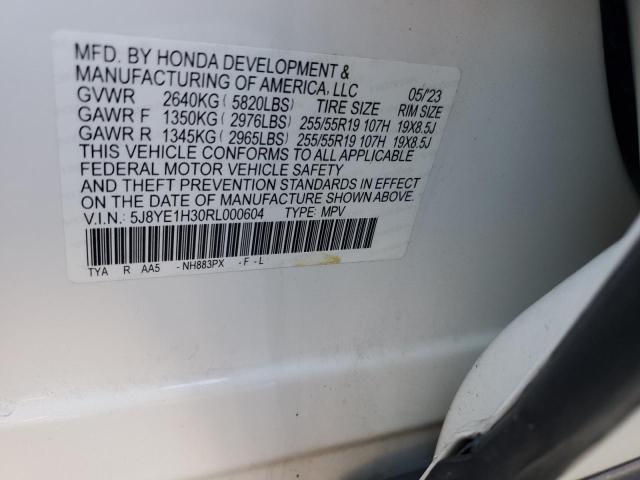 MFD. BY HONDA DEVELOPMENT &
MANUFACTURING OF AMERICA, LLC 05/'23
GVWR 2640KG ( 5820LBS) TIRE SIZE RIM SIZE
GAWR F 1350KG ( 2976LBS) 255/55R19 107H 19X8.5J
GAWR R 1345KG ( 2965LBS) 255/55R19 107H 19X8.5J
THIS VEHICLE CONFORMS TO ALL APPLICABLE
FEDERAL MOTOR VEHICLE SAFETY
AND THEFT PREVENTION STANDARDS IN EFFECT
ON THE DATE OF MANUFACTURE SHOWN ABOVE.
V.I.N.: 5J8YE1H30RL000604 TYPE: MPV
TYA R AA5 -NH883PX -F - L